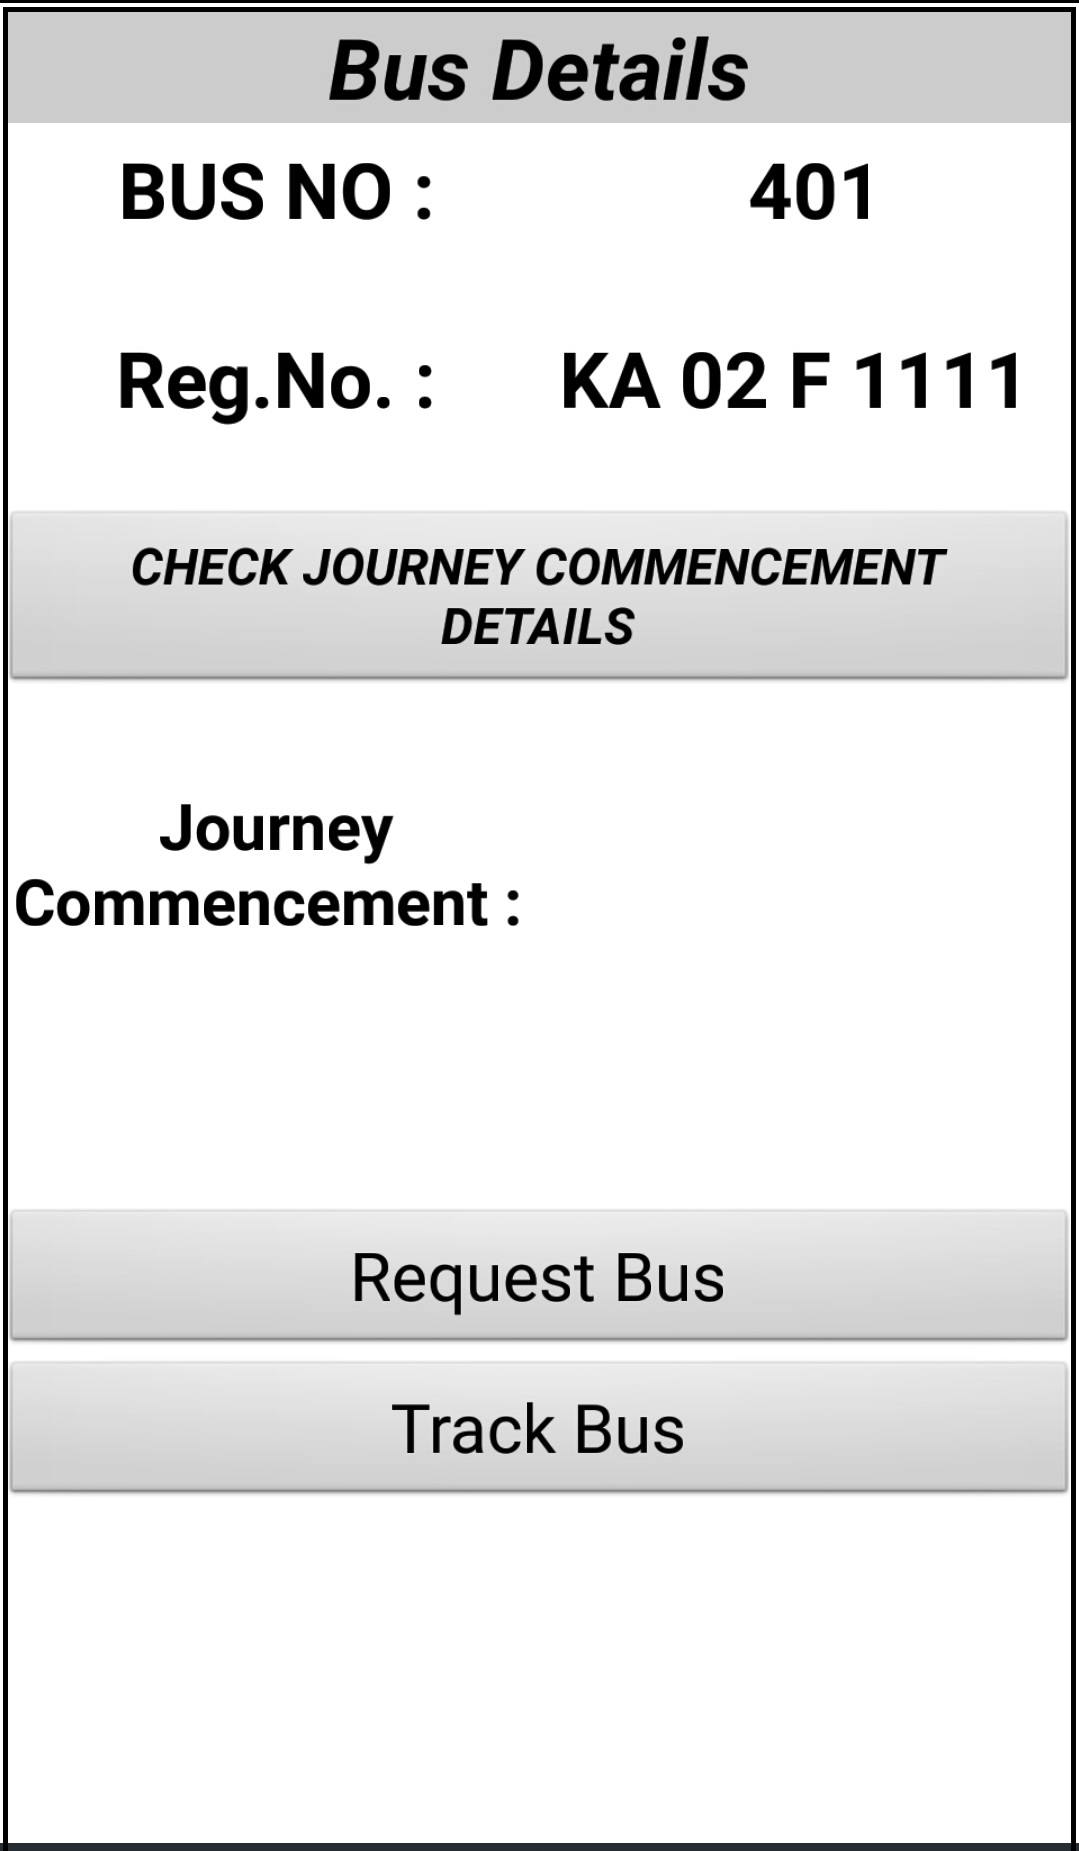 Bus Details
BUS NO : 401
Reg.No. : KA 02 F 1111
CHECK JOURNEY COMMENCEMENT
DETAILS
Journey
Commencement :
Request Bus
Track Bus